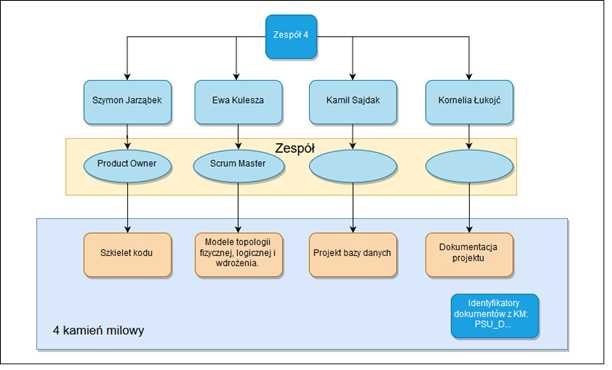 Zespół 4
Szymon Jarząbek
Ewa Kulesza
Kamil Sajdak
Kornelia Łukojć
Zespół
Product Owner
Scrum Master
Szkielet kodu
Modele topologii
fizycznej, logicznej i
wdrożenia.
Projekt bazy danych
Dokumentacja
projektu
Identyfikatory
dokumentów z KM:
PSU_D...
4 kamień milowy